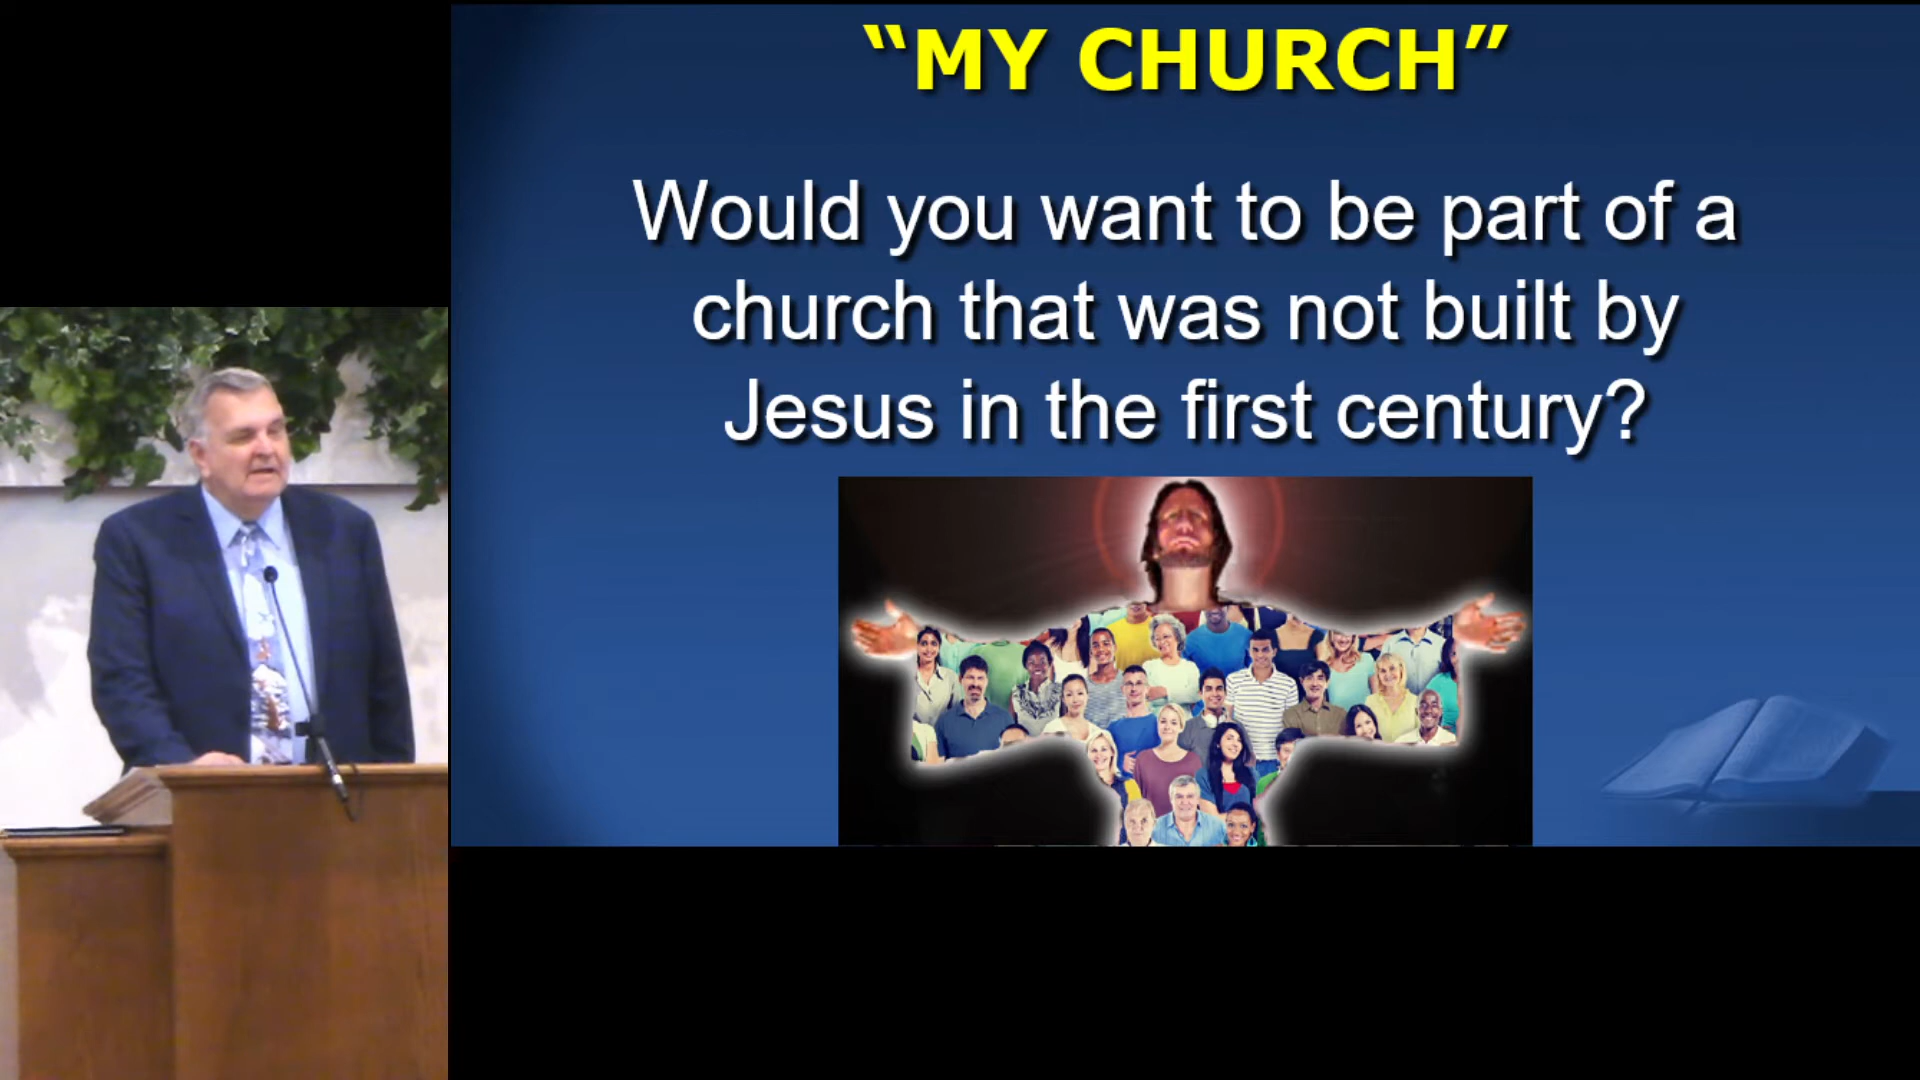 “MY CHURCH”
Would you want to be part of a
church that was not built by
Jesus in the first century?